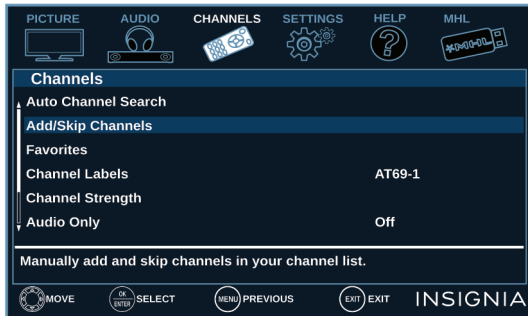 PICTURE AUDIO CHANNELS SETTINGS HELP MHL
MHL
Channels
Auto Channel Search
Add/Skip Channels
Favorites
Channel Labels AT69-1
Channel Strength
Audio Only Off
Manually add and skip channels in your channel list.
MOVE OK ENTER SELECT MENU PREVIOUS EXIT EXIT INSIGNIA